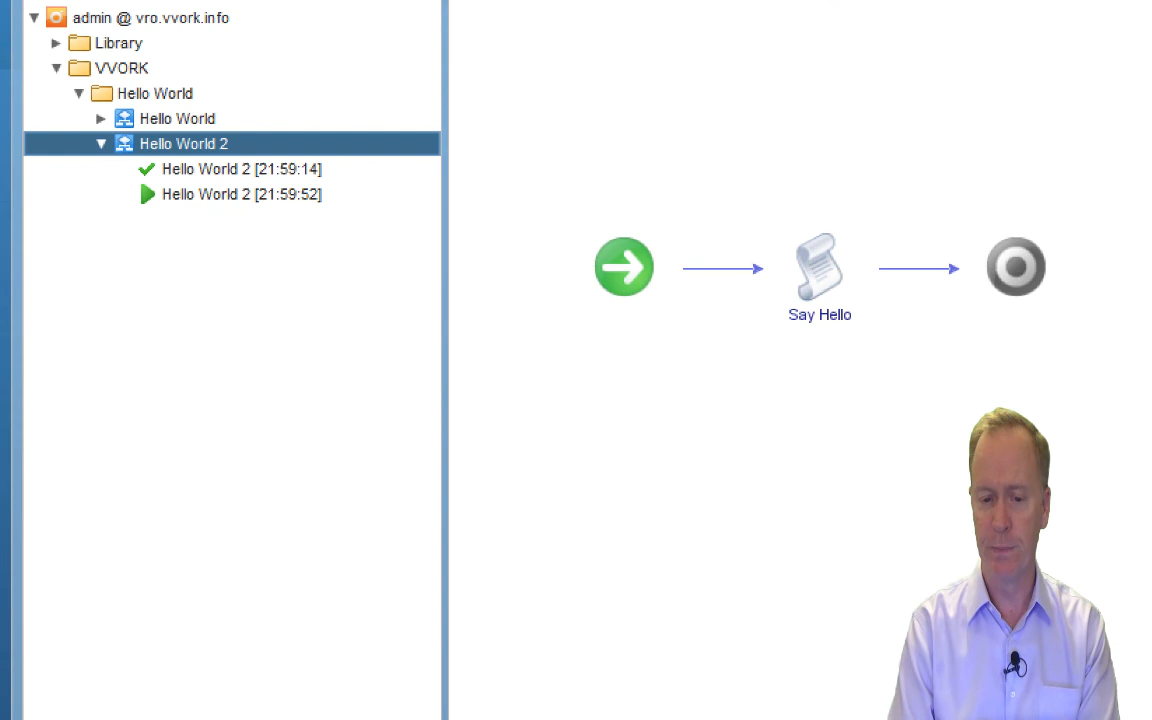 admin @ vro.vvork.info
Library
VVORK
Hello World
Hello World
Hello World 2
Hello World 2 [21:59:14]
Hello World 2 [21:59:52]
Say Hello